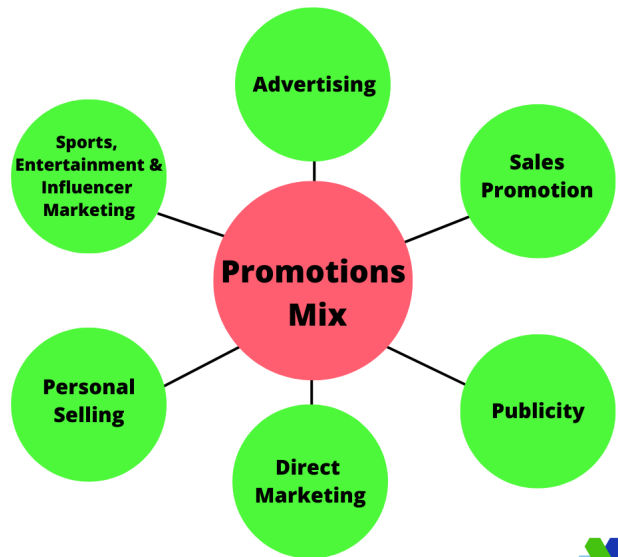 Advertising
Sports,
Entertainment &
Influencer
Marketing
Sales
Promotion
Promotions
Mix
Personal
Selling
Publicity
Direct
Marketing